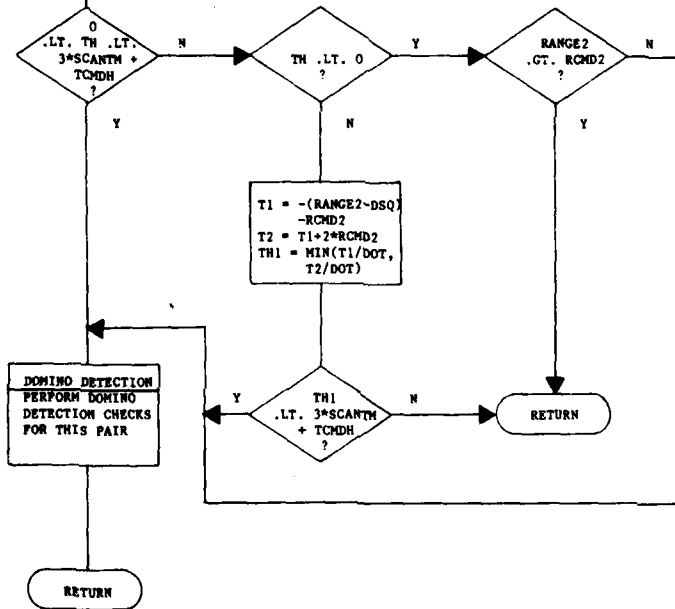 0
.LT. TH .LT.
3*SCANTM +
TCMDH
?
N
Y
TH .LT. 0
?
Y
N
RANGE2
.GT. RCMD2
?
N
Y
T1 = -(RANGE2-DSQ)
-RCMD2
T2 = T1+2*RCMD2
TH1 = MIN(T1/DOT,
T2/DOT)
DOMINO DETECTION
PERFORM DOMINO
DETECTION CHECKS
FOR THIS PAIR
Y
TH1
.LT. 3*SCANTM
+ TCMDH
?
N
RETURN
RETURN